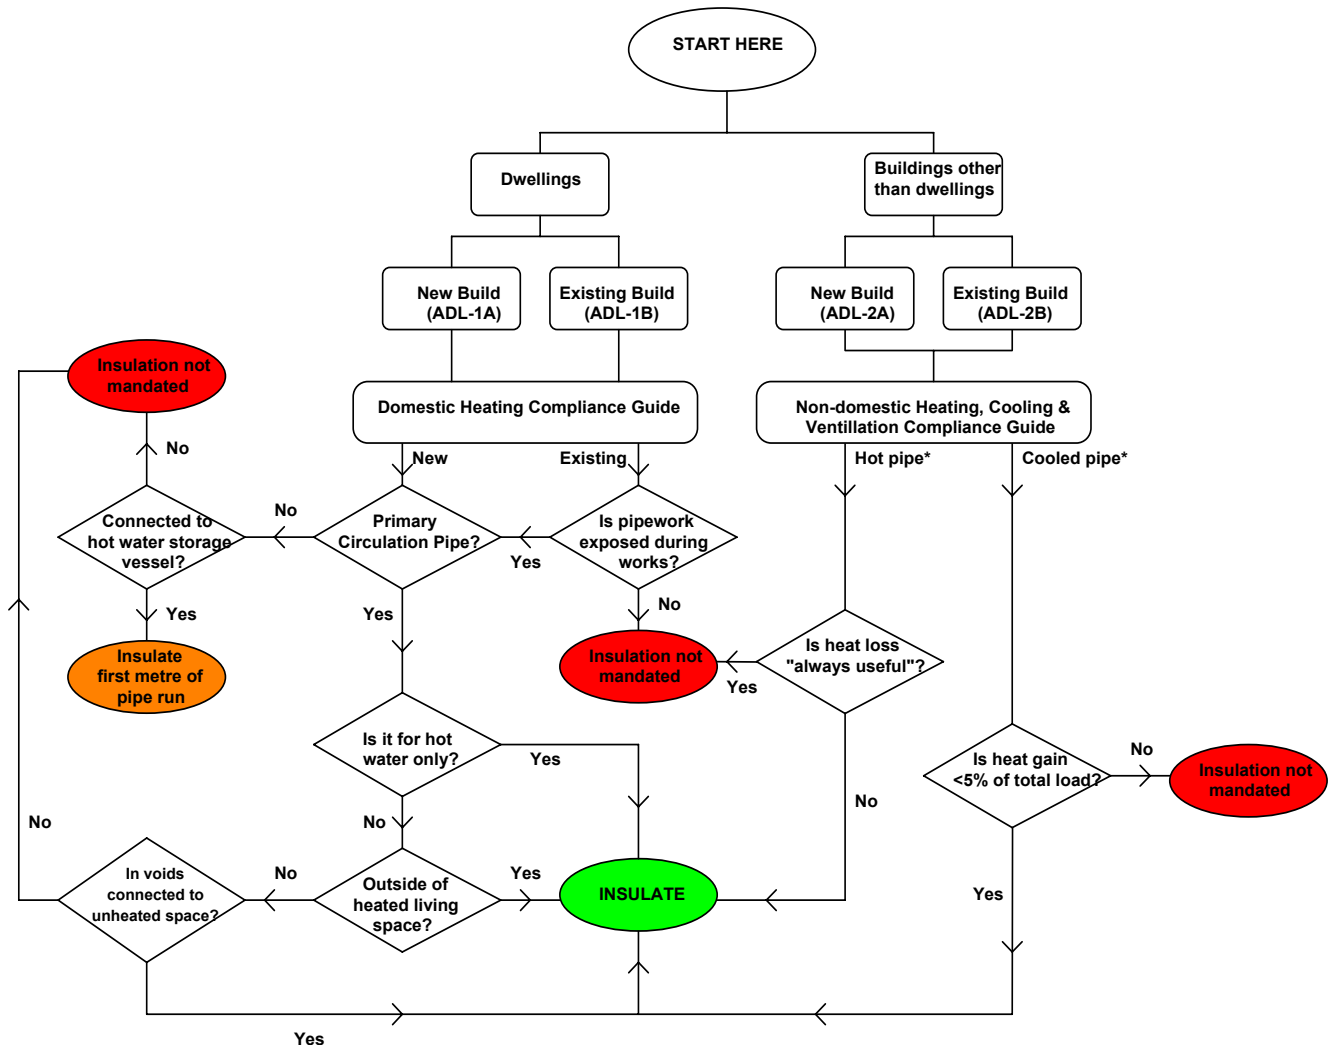 START HERE
Dwellings
Buildings other
than dwellings
New Build
(ADL-1A)
Existing Build
(ADL-1B)
New Build
(ADL-2A)
Existing Build
(ADL-2B)
Insulation not
mandated
Domestic Heating Compliance Guide
Non-domestic Heating, Cooling &
Ventillation Compliance Guide
No
New
Existing
Hot pipe*
Cooled pipe*
Connected to
hot water storage
vessel?
No
Primary
Circulation Pipe?
Yes
Is pipework
exposed during
works?
Yes
Yes
No
Insulate
first metre of
pipe run
Insulation not
mandated
Yes
Is heat loss
"always useful"?
Is it for hot
water only?
Yes
No
Is heat gain
<5% of total load?
No
Insulation not
mandated
No
No
In voids
connected to
unheated space?
No
Outside of
heated living
space?
Yes
INSULATE
Yes
Yes